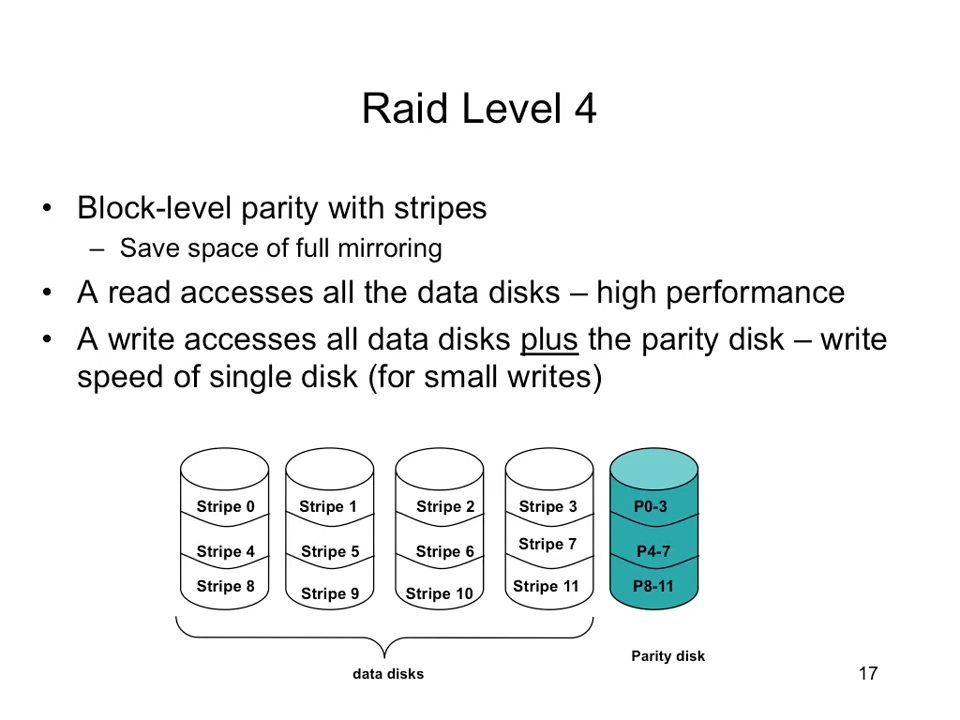 Raid Level 4
• Block-level parity with stripes
– Save space of full mirroring
• A read accesses all the data disks – high performance
• A write accesses all data disks plus the parity disk – write
speed of single disk (for small writes)
Stripe 0 Stripe 1 Stripe 2 Stripe 3 P0-3
Stripe 4 Stripe 5 Stripe 6 Stripe 7 P4-7
Stripe 8 Stripe 9 Stripe 10 Stripe 11 P8-11
data disks
Parity disk
17